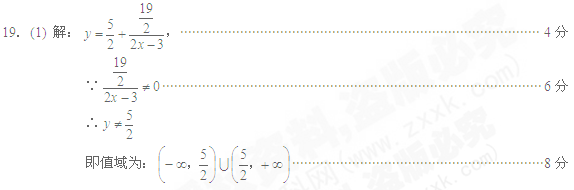 19. (1) 解: y = 5/2 + (19/2)/(2x−3), ⋯⋯ 4 分
∵ (19/2)/(2x−3) ≠ 0 ⋯⋯ 6 分
∴ y ≠ 5/2
即值域为: (−∞, 5/2) ∪ (5/2, +∞) ⋯⋯ 8 分